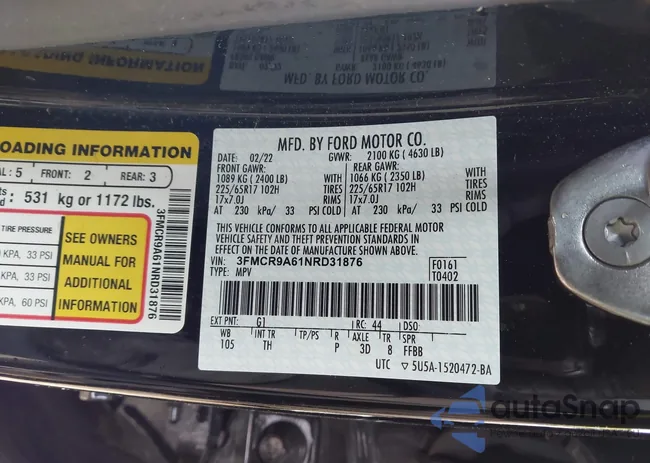 MFD. BY FORD MOTOR CO.
LOADING INFORMATION
AL: 5 FRONT: 2 REAR: 3
531 kg or 1172 lbs.
TIRE PRESSURE
KPA, 33 PSI
KPA, 33 PSI
KPA, 60 PSI
SEE OWNERS
MANUAL FOR
ADDITIONAL
INFORMATION
3FMCR9A61NRD31876
MFD. BY FORD MOTOR CO.
DATE: 02/22 GVWR: 2100 KG ( 4630 LB)
FRONT GAWR: REAR GAWR:
1089 KG ( 2400 LB) WITH 1066 KG ( 2350 LB) WITH
225/65R17 102H TIRES 225/65R17 102H TIRES
17x7.0J RIMS 17x7.0J RIMS
AT 230 kPa/ 33 PSI COLD AT 230 kPa/ 33 PSI COLD
THIS VEHICLE CONFORMS TO ALL APPLICABLE FEDERAL MOTOR
VEHICLE SAFETY AND THEFT PREVENTION STANDARDS IN
EFFECT ON THE DATE OF MANUFACTURE SHOWN ABOVE.
VIN: 3FMCR9A61NRD31876
TYPE: MPV
F0161
T0402
EXT PNT: G1 RC: 44 DSO:
WB INT TR TP/PS R AXLE TR SPR
105 TH P 3D 8 FFBB
UTC ▽ 5U5A-1520472-BA
autoSnap